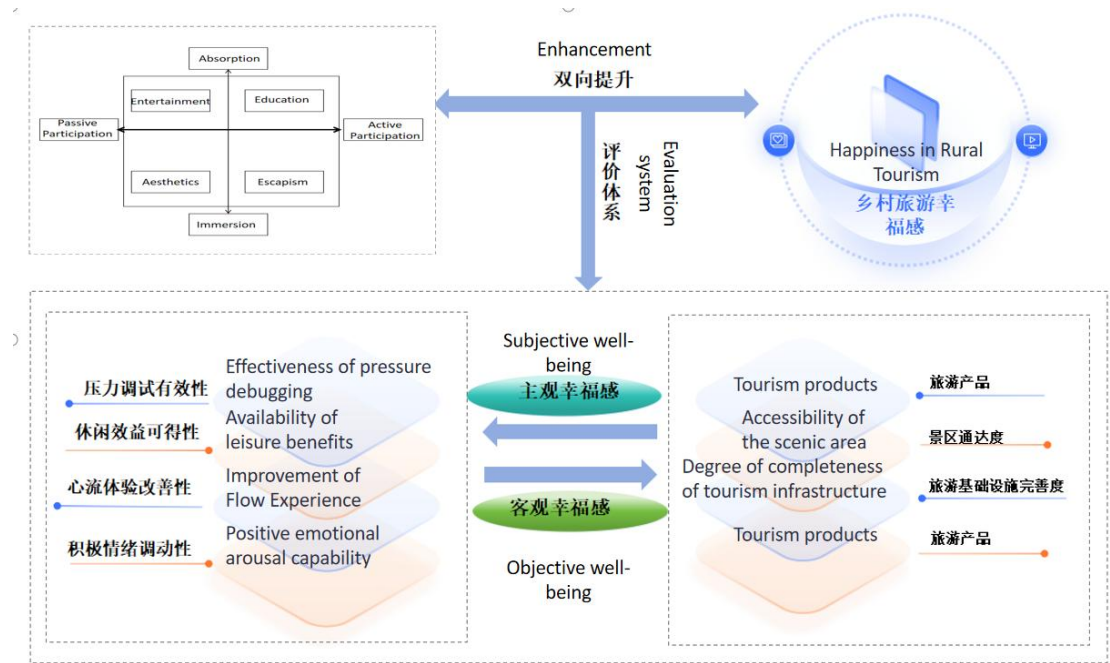 Absorption
Entertainment
Education
Passive
Participation
Active
Participation
Aesthetics
Escapism
Immersion
Enhancement
双向提升
评价体系
Evaluation
system
Happiness in Rural
Tourism
乡村旅游幸
福感
压力调试有效性
Effectiveness of pressure
debugging
休闲效益可得性
Availability of
leisure benefits
心流体验改善性
Improvement of
Flow Experience
积极情绪调动性
Positive emotional
arousal capability
Subjective well-
being
主观幸福感
客观幸福感
Objective well-
being
Tourism products
旅游产品
Accessibility of
the scenic area
景区通达度
Degree of completeness
of tourism infrastructure
旅游基础设施完善度
Tourism products
旅游产品